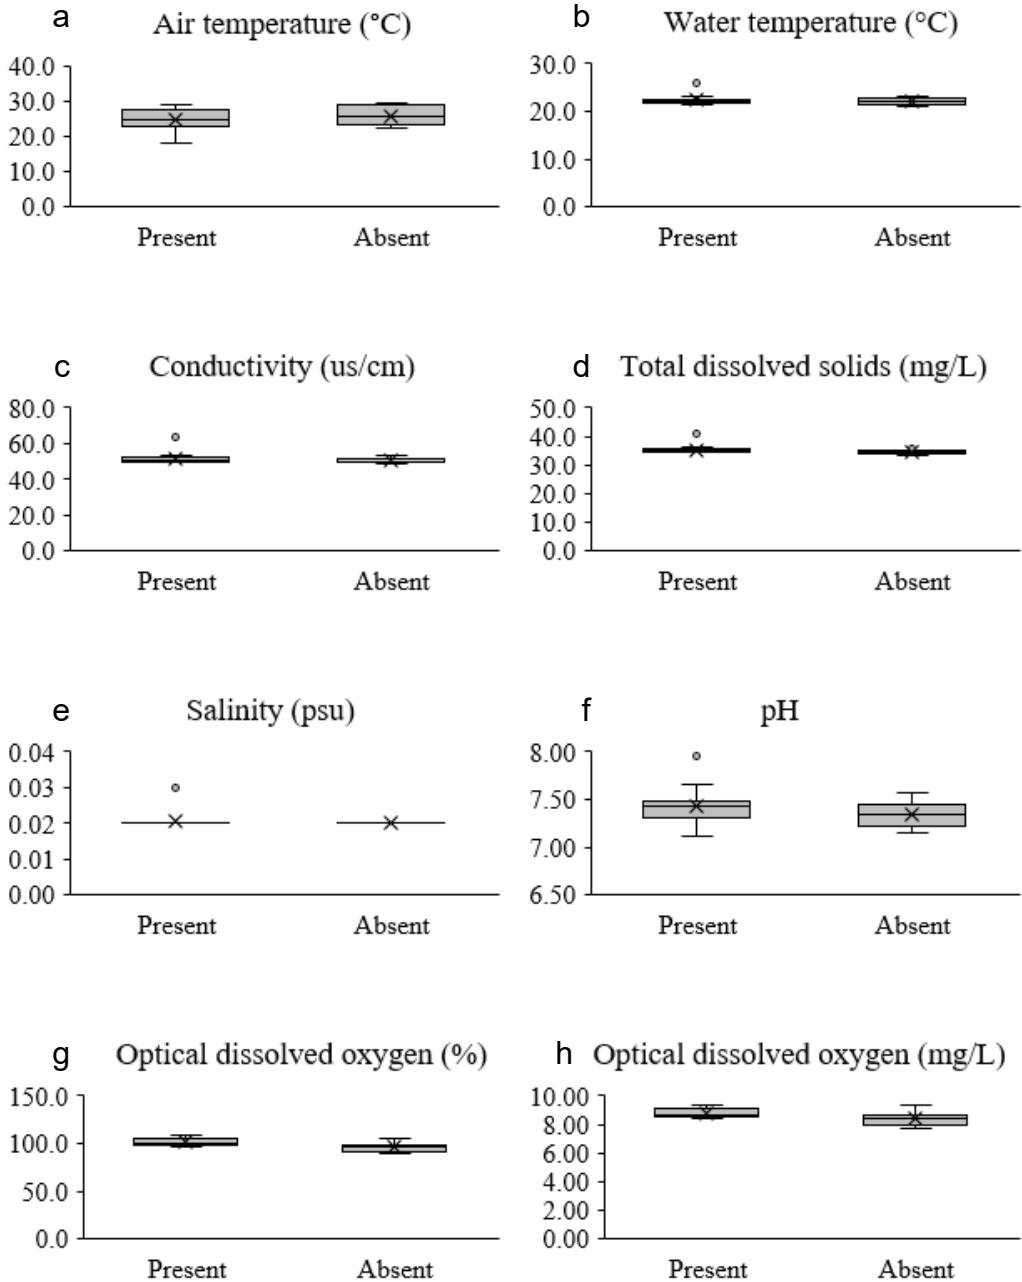 a Air temperature (°C)
40.0
30.0
20.0
10.0
0.0
Present Absent
b Water temperature (°C)
30.0
20.0
10.0
0.0
Present Absent
c Conductivity (us/cm)
80.0
60.0
40.0
20.0
0.0
Present Absent
d Total dissolved solids (mg/L)
50.0
40.0
30.0
20.0
10.0
0.0
Present Absent
e Salinity (psu)
0.04
0.03
0.02
0.01
0.00
Present Absent
f pH
8.00
7.50
7.00
6.50
Present Absent
g Optical dissolved oxygen (%)
150.0
100.0
50.0
0.0
Present Absent
h Optical dissolved oxygen (mg/L)
10.00
8.00
6.00
4.00
2.00
0.00
Present Absent